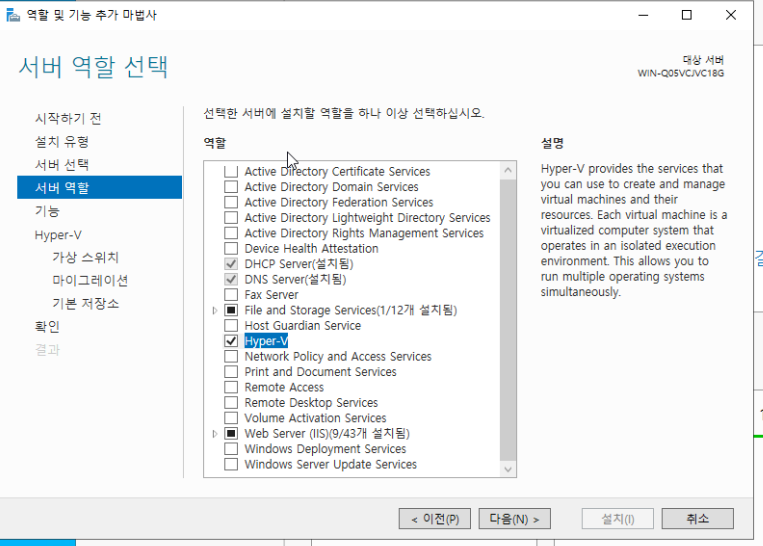 역할 및 기능 추가 마법사
서버 역할 선택
대상 서버
WIN-Q05VCJVC18G
시작하기 전
설치 유형
서버 선택
서버 역할
기능
Hyper-V
가상 스위치
마이그레이션
기본 저장소
확인
결과
선택한 서버에 설치할 역할을 하나 이상 선택하십시오.
역할
Active Directory Certificate Services
Active Directory Domain Services
Active Directory Federation Services
Active Directory Lightweight Directory Services
Active Directory Rights Management Services
Device Health Attestation
DHCP Server(설치됨)
DNS Server(설치됨)
Fax Server
File and Storage Services(1/12개 설치됨)
Host Guardian Service
Hyper-V
Network Policy and Access Services
Print and Document Services
Remote Access
Remote Desktop Services
Volume Activation Services
Web Server (IIS)(9/43개 설치됨)
Windows Deployment Services
Windows Server Update Services
설명
Hyper-V provides the services that
you can use to create and manage
virtual machines and their
resources. Each virtual machine is a
virtualized computer system that
operates in an isolated execution
environment. This allows you to
run multiple operating systems
simultaneously.
< 이전(P)
다음(N) >
설치(I)
취소